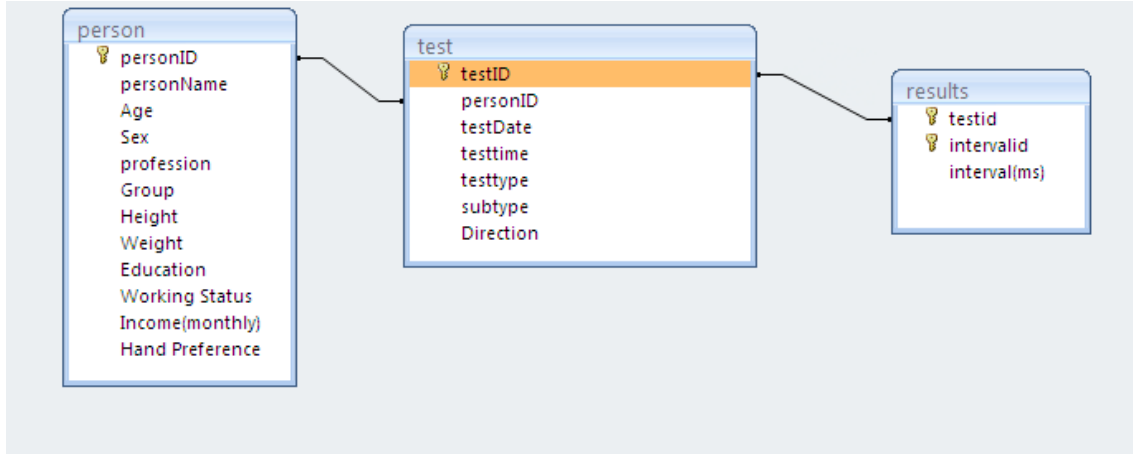 person
personID
personName
Age
Sex
profession
Group
Height
Weight
Education
Working Status
Income(monthly)
Hand Preference
test
testID
personID
testDate
testtime
testtype
subtype
Direction
results
testid
intervalid
interval(ms)